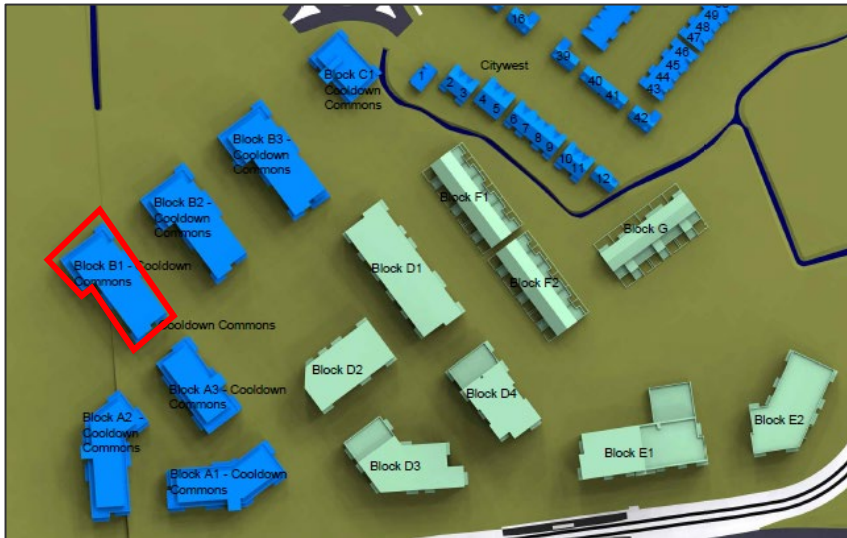 16
49
48
47
46
45
44
43
39
40
41
42
Citywest
1
2
3
4
5
6
7
8
9
10
11
12
Block C1
Cooldown
Commons
Block B3 -
Cooldown
Commons
Block B2 -
Cooldown
Commons
Block B1 - Cooldown
Commons
Cooldown Commons
Block A3 - Cooldown
Commons
Block A2 -
Cooldown
Commons
Block A1 - Cooldown
Commons
Block F1
Block G
Block D1
Block F2
Block D2
Block D4
Block D3
Block E1
Block E2